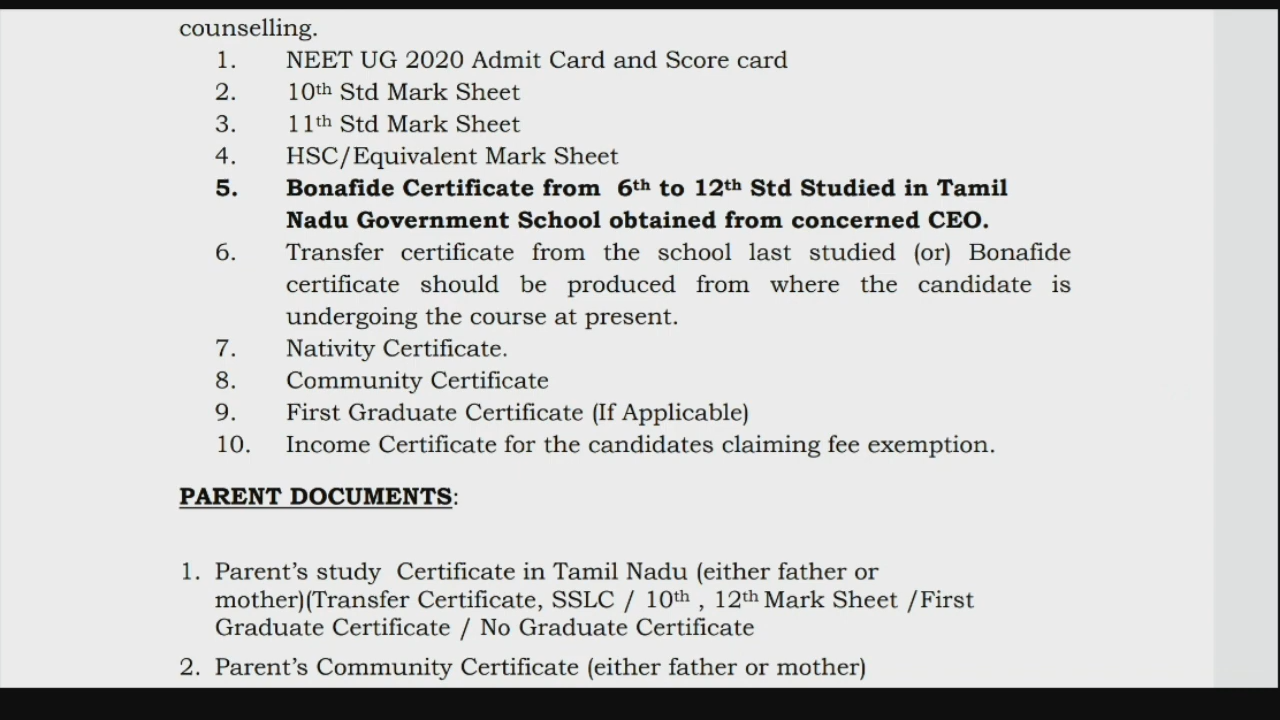 counselling.
1. NEET UG 2020 Admit Card and Score card
2. 10th Std Mark Sheet
3. 11th Std Mark Sheet
4. HSC/Equivalent Mark Sheet
5. Bonafide Certificate from 6th to 12th Std Studied in Tamil
Nadu Government School obtained from concerned CEO.
6. Transfer certificate from the school last studied (or) Bonafide
certificate should be produced from where the candidate is
undergoing the course at present.
7. Nativity Certificate.
8. Community Certificate
9. First Graduate Certificate (If Applicable)
10. Income Certificate for the candidates claiming fee exemption.
PARENT DOCUMENTS:
1. Parent's study Certificate in Tamil Nadu (either father or
mother)(Transfer Certificate, SSLC / 10th , 12th Mark Sheet /First
Graduate Certificate / No Graduate Certificate
2. Parent's Community Certificate (either father or mother)